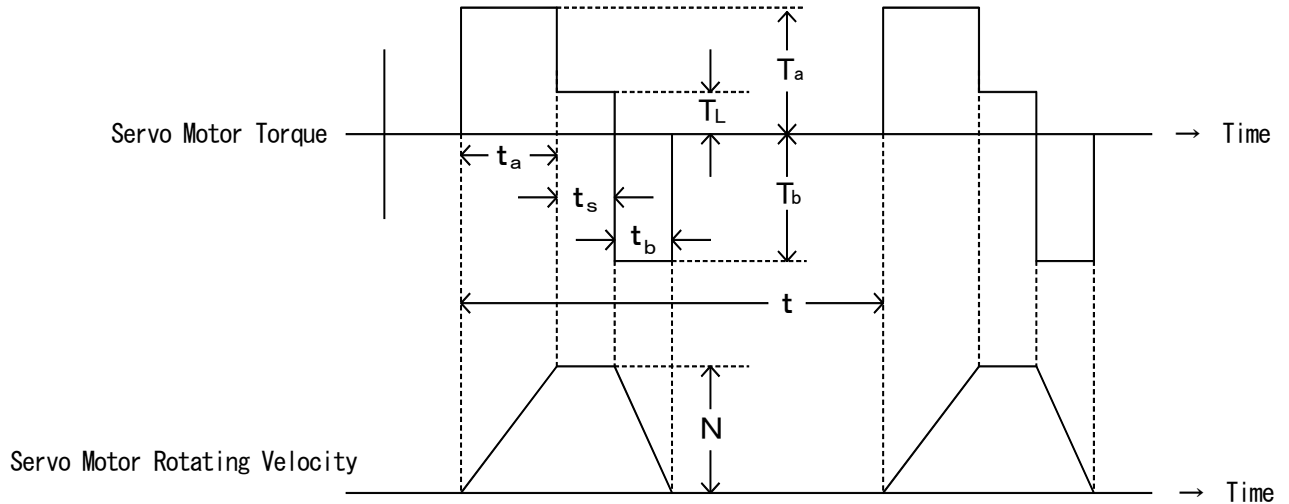 Ta
TL
Servo Motor Torque
→ Time
ta
Tb
ts
tb
t
N
Servo Motor Rotating Velocity
→ Time